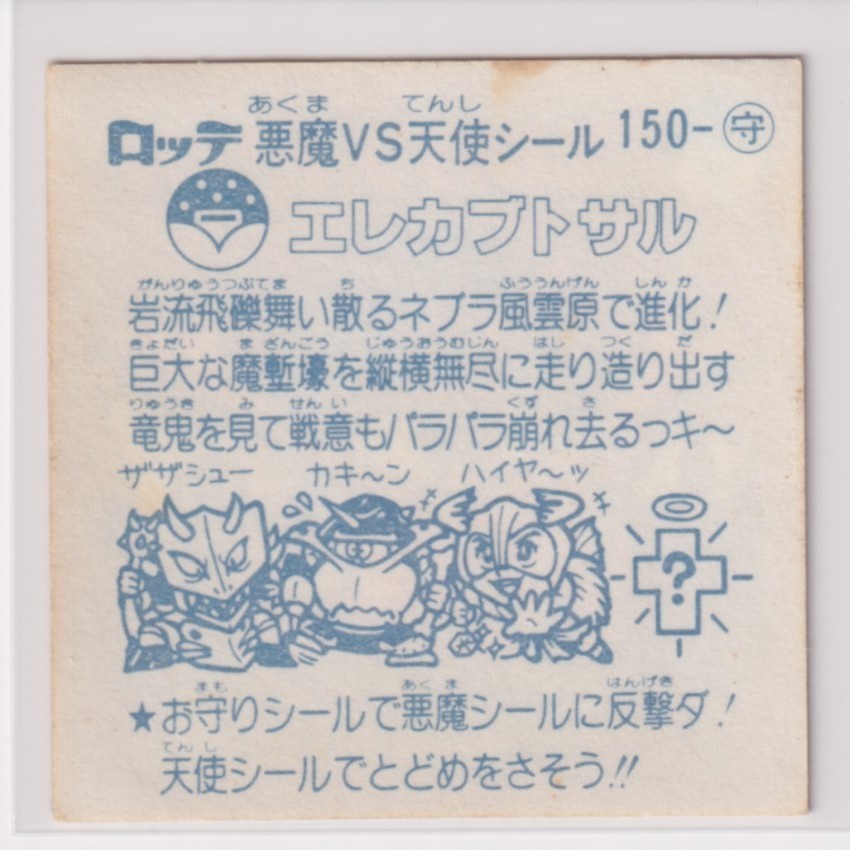 あくま てんし
ロッテ 悪魔VS天使シール 150-守
エレカブトサル
がんりゅうつぶてま ち ふううんげん しんか
岩流飛礫舞い散るネブラ風雲原で進化!
きょだい まざんごう じゅうおうむじん はし つく だ
巨大な魔塹壕を縦横無尽に走り造り出す
りゅうき み せんい くず さ
竜鬼を見て戦意もバラバラ崩れ去るっキ〜
ザザシュー カキ〜ン ハイヤ〜ッ
?
まも あくま はんげき
★お守りシールで悪魔シールに反撃ダ!
てんし
天使シールでとどめをさそう!!